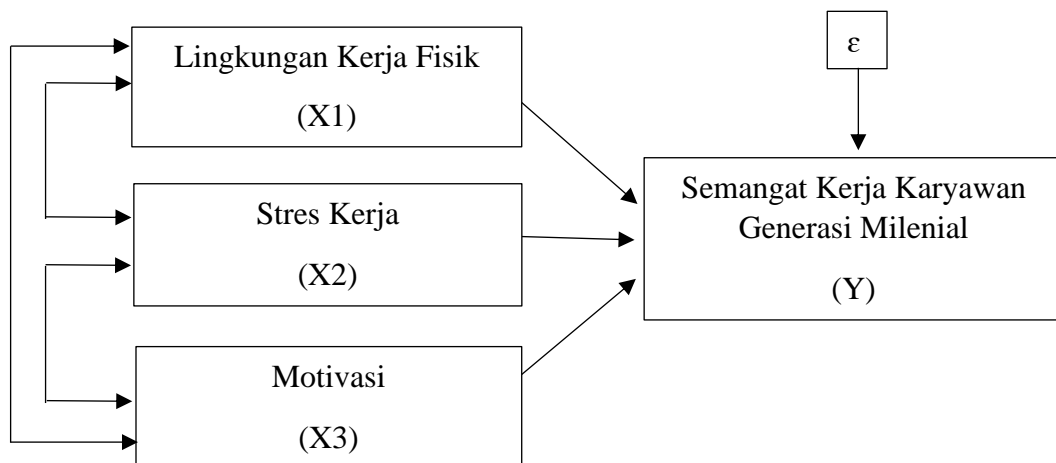 Lingkungan Kerja Fisik
(X1)
ε
Stres Kerja
(X2)
Semangat Kerja Karyawan
Generasi Milenial
(Y)
Motivasi
(X3)